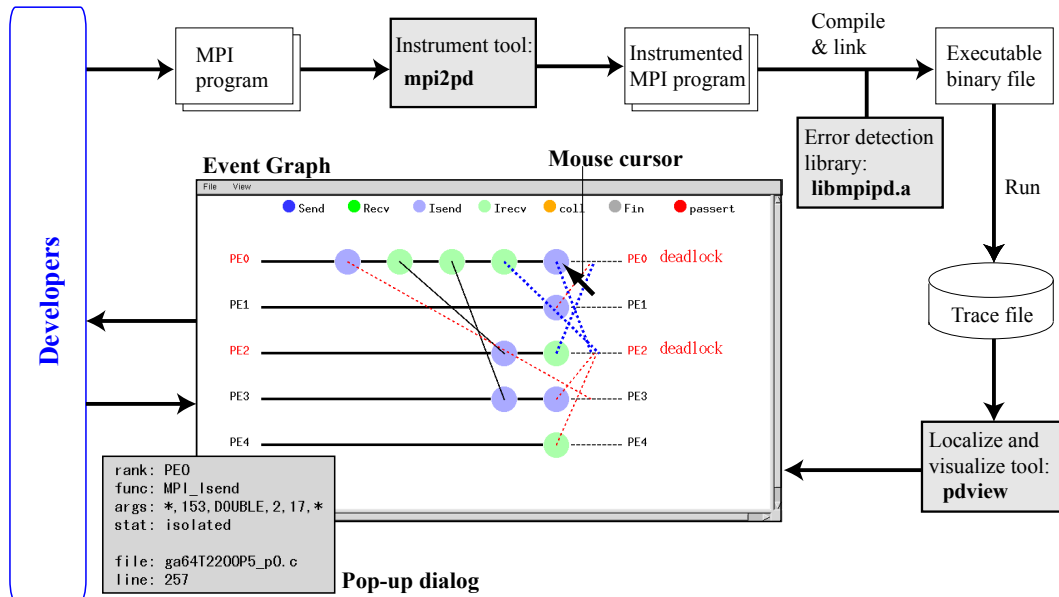 Developers
MPI
program
Instrument tool:
mpi2pd
Instrumented
MPI program
Compile
& link
Executable
binary file
Error detection
library:
libmpipd.a
Run
Trace file
Localize and
visualize tool:
pdview
Event Graph
Mouse cursor
File View
Send Recv Isend Irecv coll Fin passert
PE0 PE0 deadlock
PE1 PE1
PE2 PE2 deadlock
PE3 PE3
PE4 PE4
rank: PE0
func: MPI_Isend
args: *,153,DOUBLE,2,17,*
stat: isolated
file: ga64T2200P5_p0.c
line: 257
Pop-up dialog